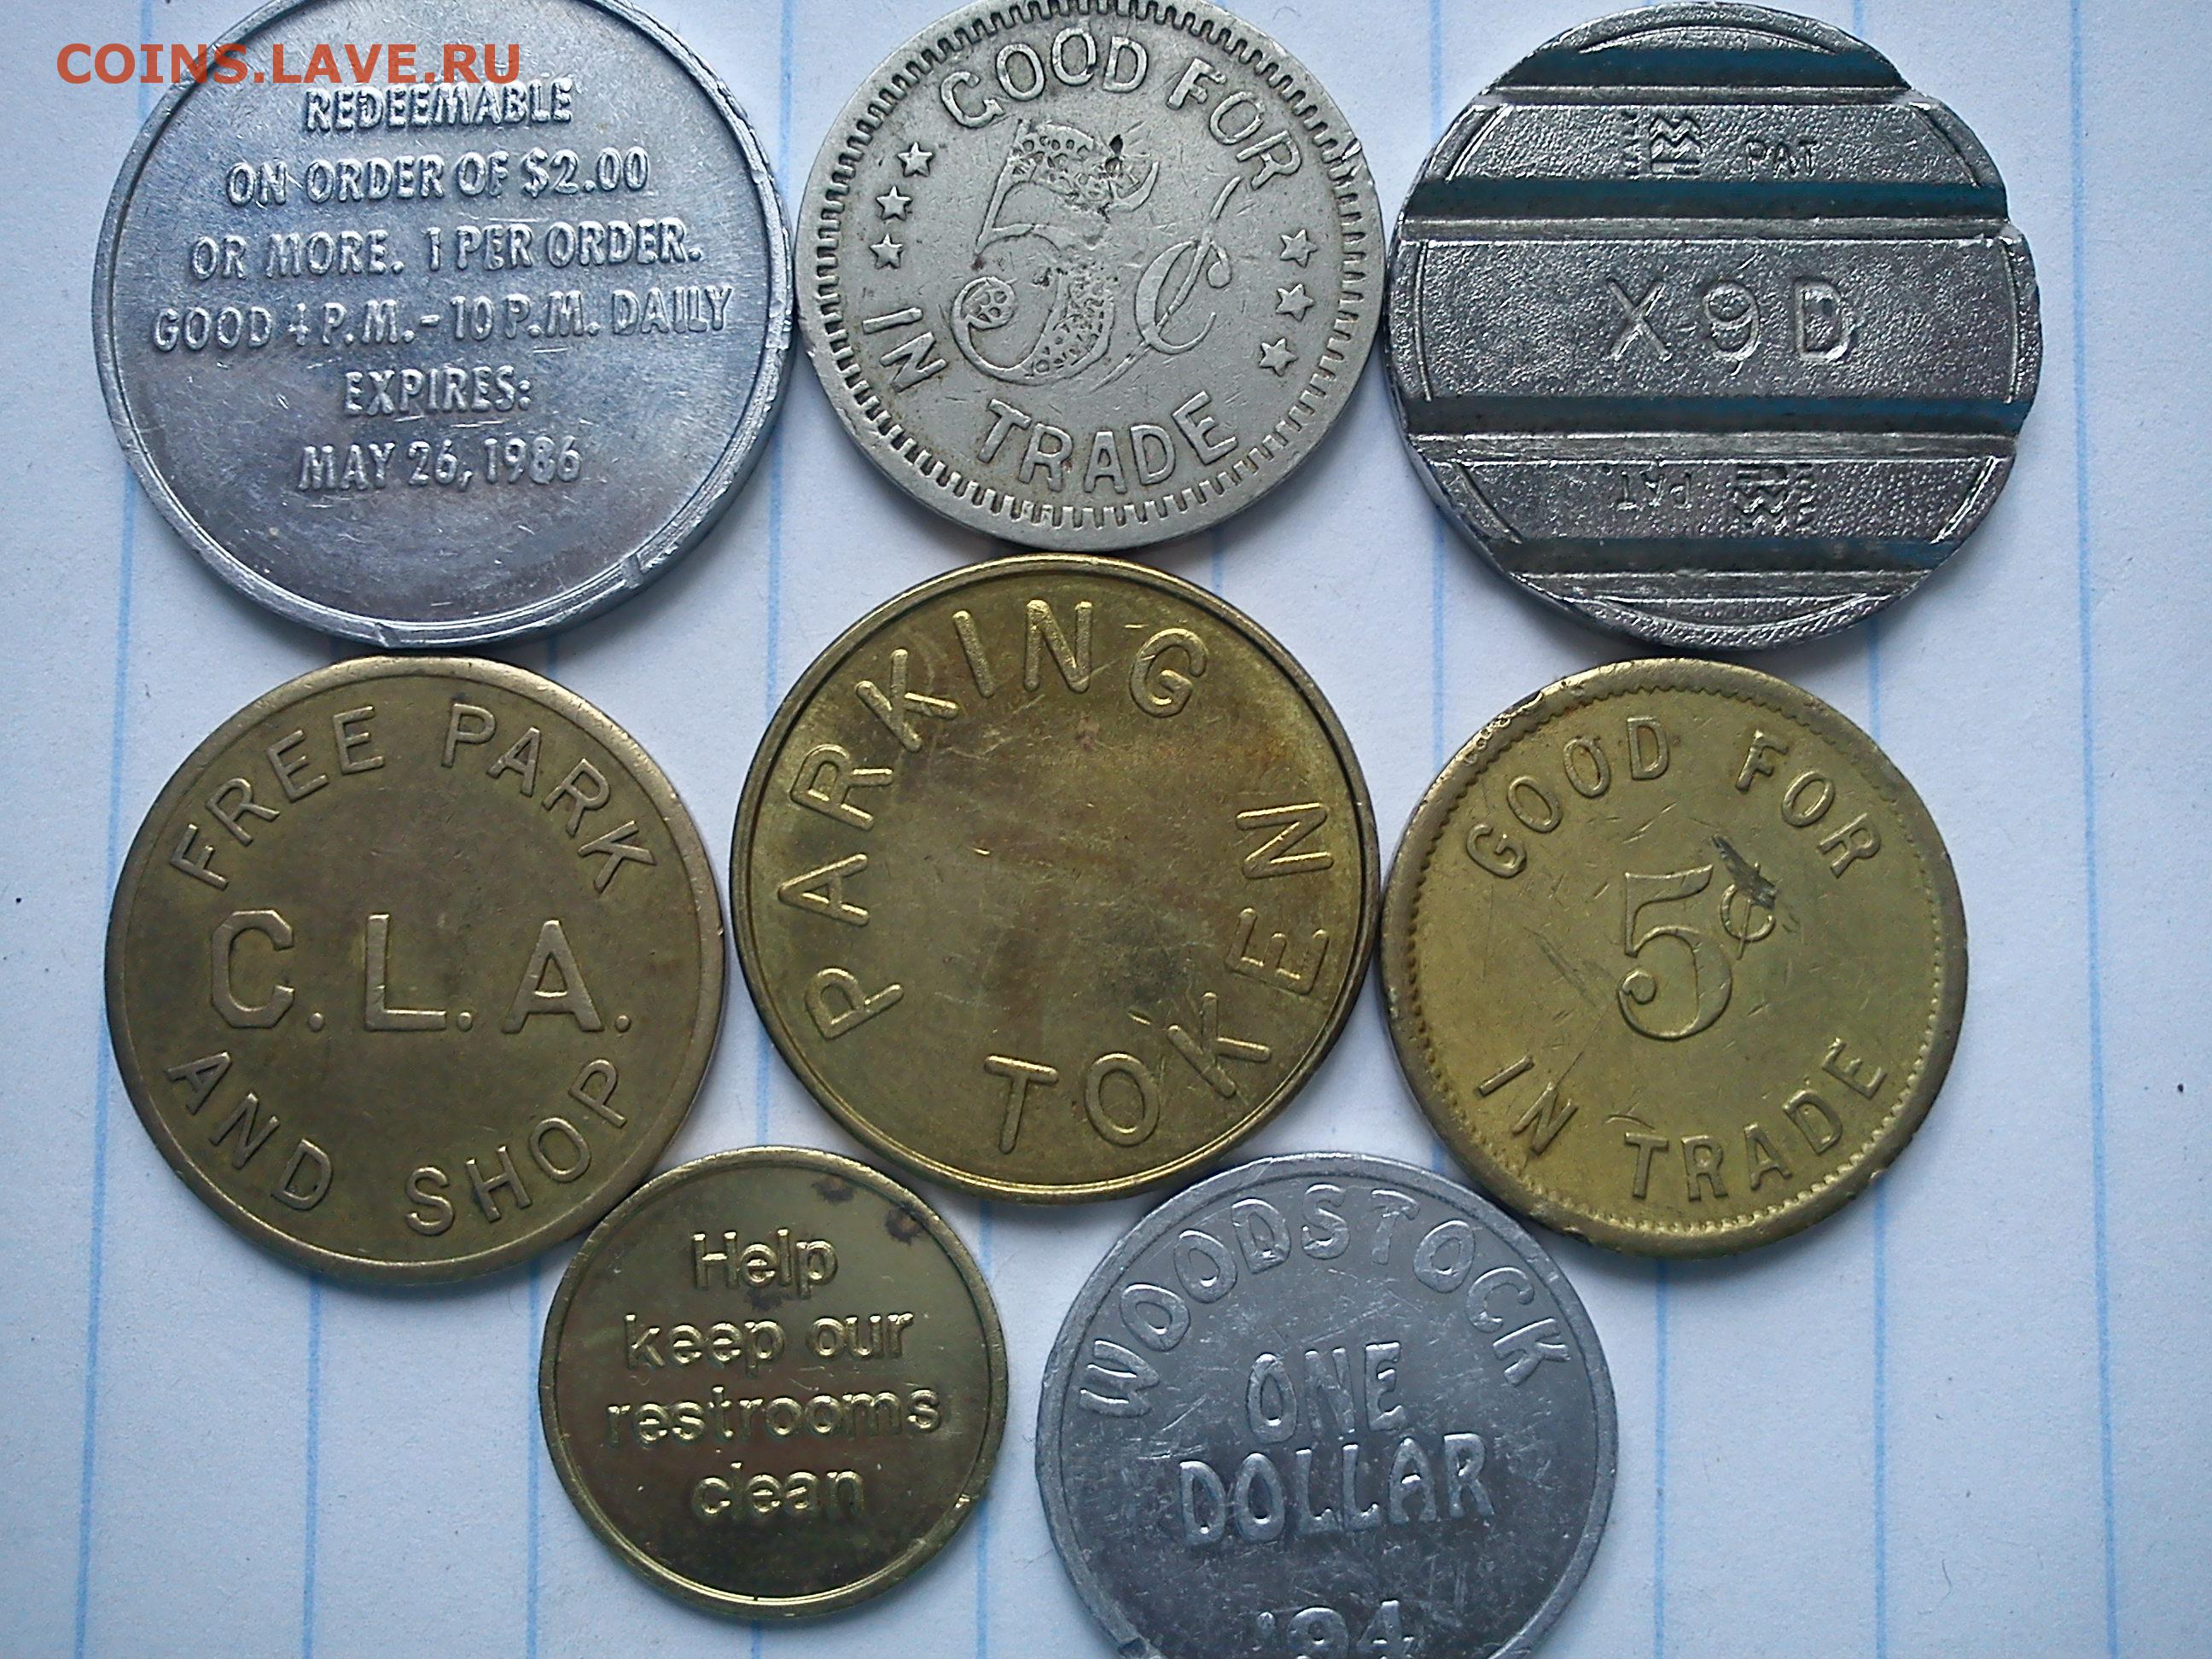 COINS.LAVE.RU
REDEEMABLE
ON ORDER OF $2.00
OR MORE. 1 PER ORDER.
GOOD 4 P.M. - 10 P.M. DAILY
EXPIRES:
MAY 26, 1986
GOOD FOR
5¢
IN TRADE
PAT
X9D
PAT
FREE PARK
C.L.A.
AND SHOP
PARKING
TOKEN
GOOD FOR
5¢
IN TRADE
Help
keep our
restrooms
clean
WOODSTOCK
ONE
DOLLAR
'94